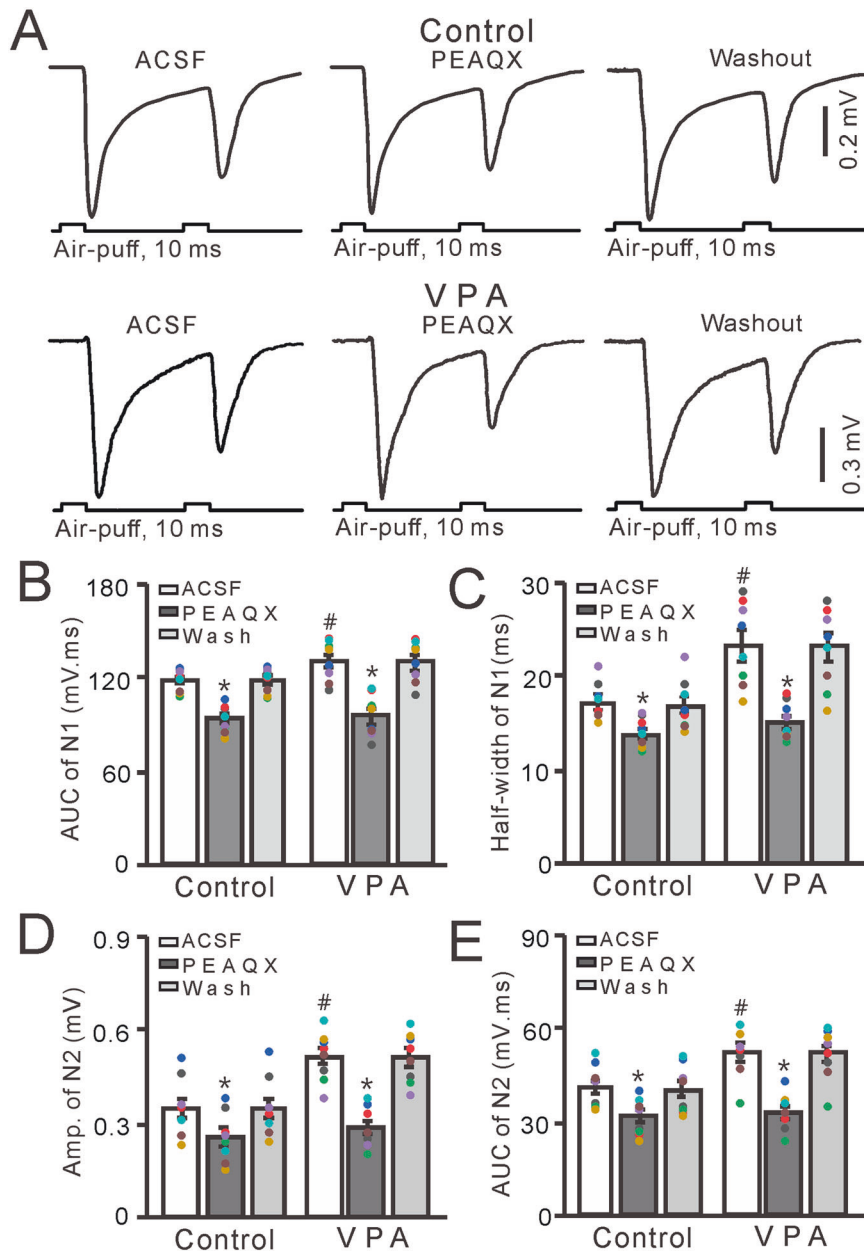 A
Control
ACSF PEAQX Washout
0.2 mV
Air-puff, 10 ms Air-puff, 10 ms Air-puff, 10 ms
VPA
ACSF PEAQX Washout
0.3 mV
Air-puff, 10 ms Air-puff, 10 ms Air-puff, 10 ms
B
AUC of N1 (mV.ms)
180
120
60
0
ACSF
PEAQX
Wash
*
#
*
Control VPA
C
Half-width of N1(ms)
30
20
10
0
ACSF
PEAQX
Wash
*
#
*
Control VPA
D
Amp. of N2 (mV)
0.9
0.6
0.3
0
ACSF
PEAQX
Wash
*
#
*
Control VPA
E
AUC of N2 (mV.ms)
90
60
30
0
ACSF
PEAQX
Wash
*
#
*
Control VPA